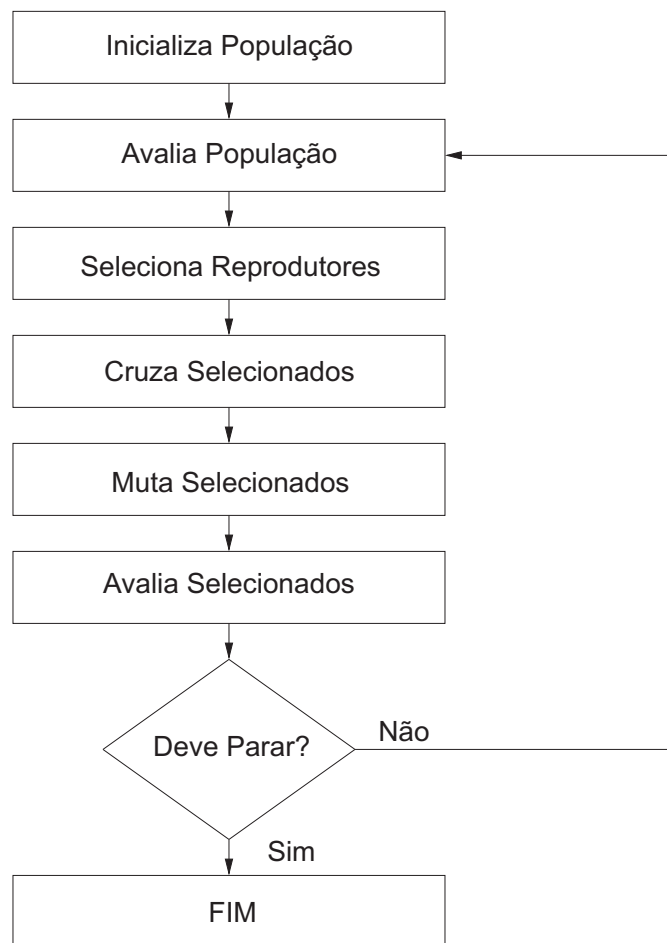 Inicializa População
Avalia População
Seleciona Reprodutores
Cruza Selecionados
Muta Selecionados
Avalia Selecionados
Deve Parar?
Não
Sim
FIM